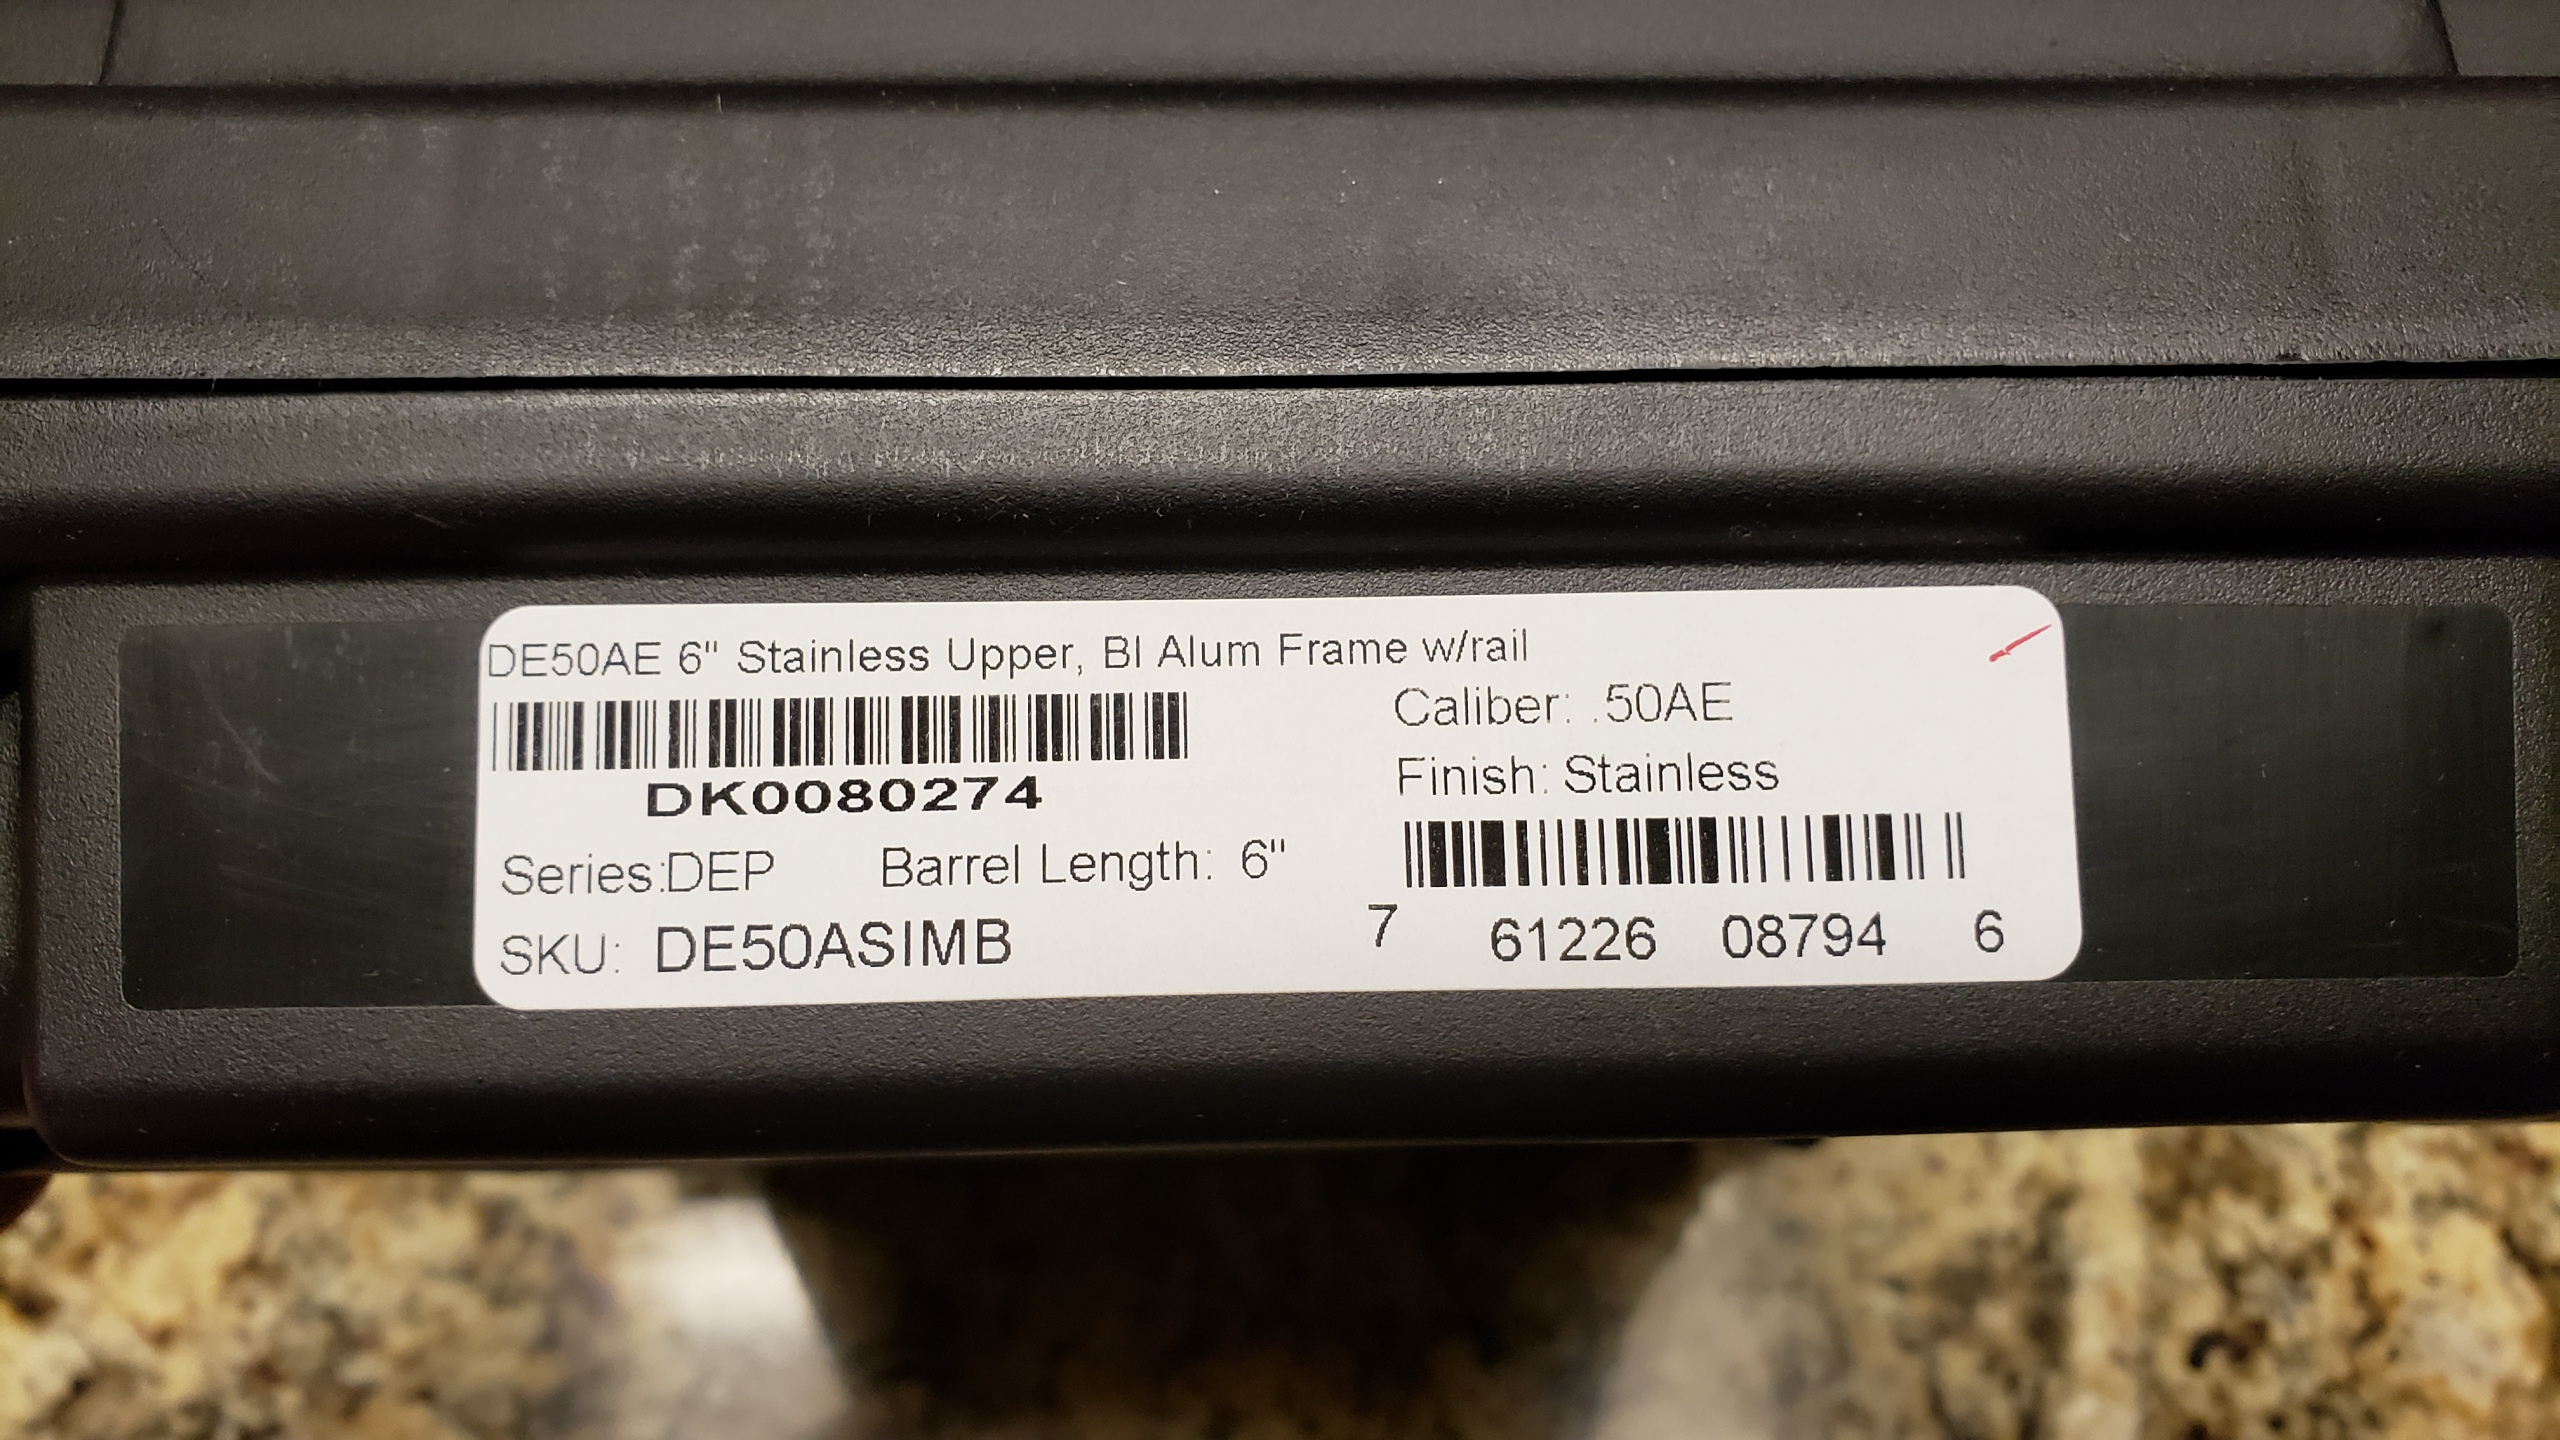 DE50AE 6" Stainless Upper, Bl Alum Frame w/rail
DK0080274
Caliber: .50AE
Finish: Stainless
Series:DEP Barrel Length: 6"
SKU: DE50ASIMB
7 61226 08794 6